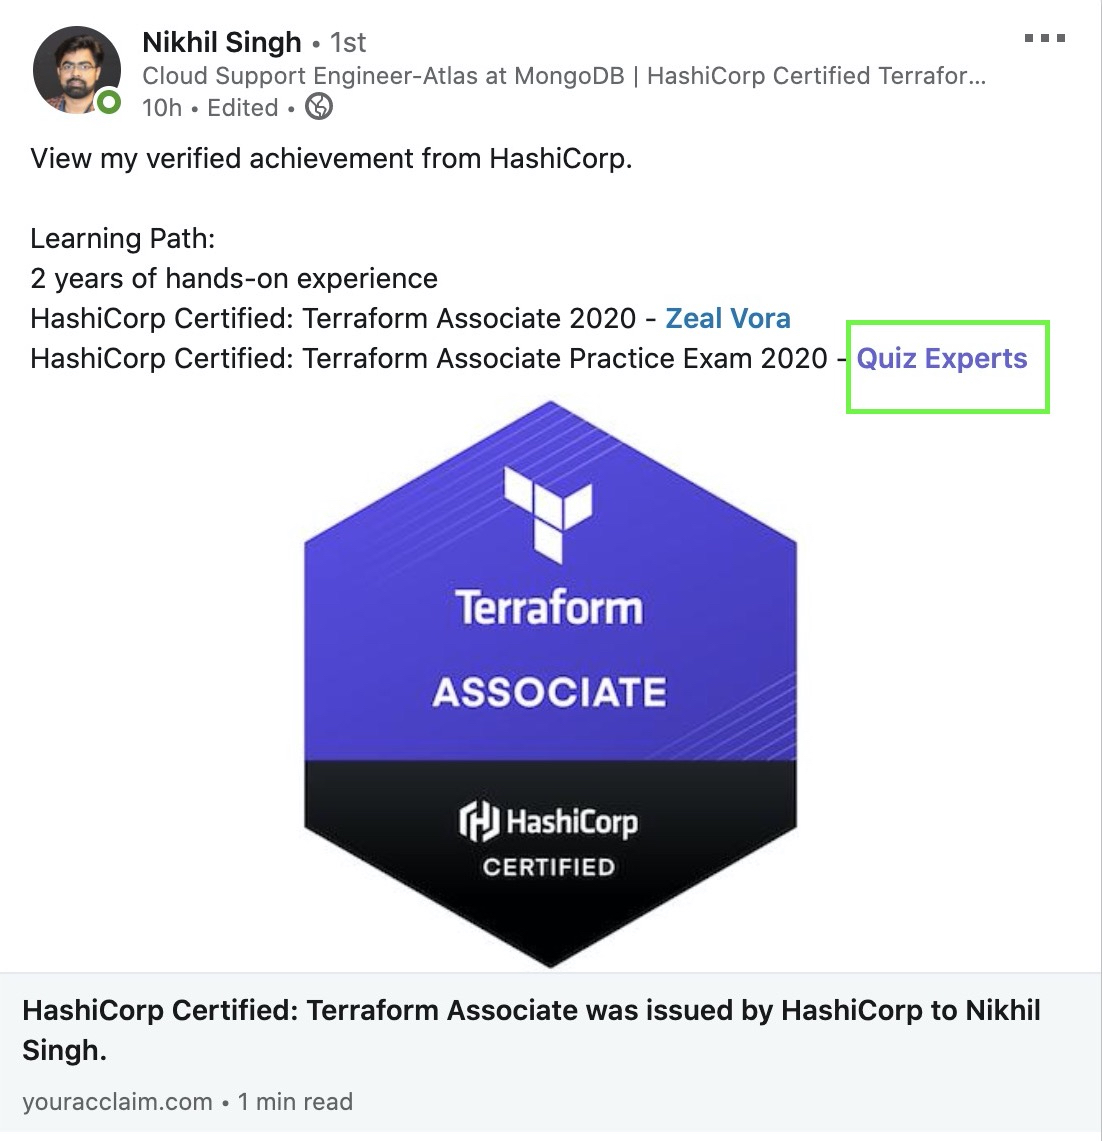 Nikhil Singh • 1st
Cloud Support Engineer-Atlas at MongoDB | HashiCorp Certified Terrafor...
10h • Edited •
View my verified achievement from HashiCorp.
Learning Path:
2 years of hands-on experience
HashiCorp Certified: Terraform Associate 2020 - Zeal Vora
HashiCorp Certified: Terraform Associate Practice Exam 2020 - Quiz Experts
Terraform
ASSOCIATE
HashiCorp
CERTIFIED
HashiCorp Certified: Terraform Associate was issued by HashiCorp to Nikhil
Singh.
youracclaim.com • 1 min read